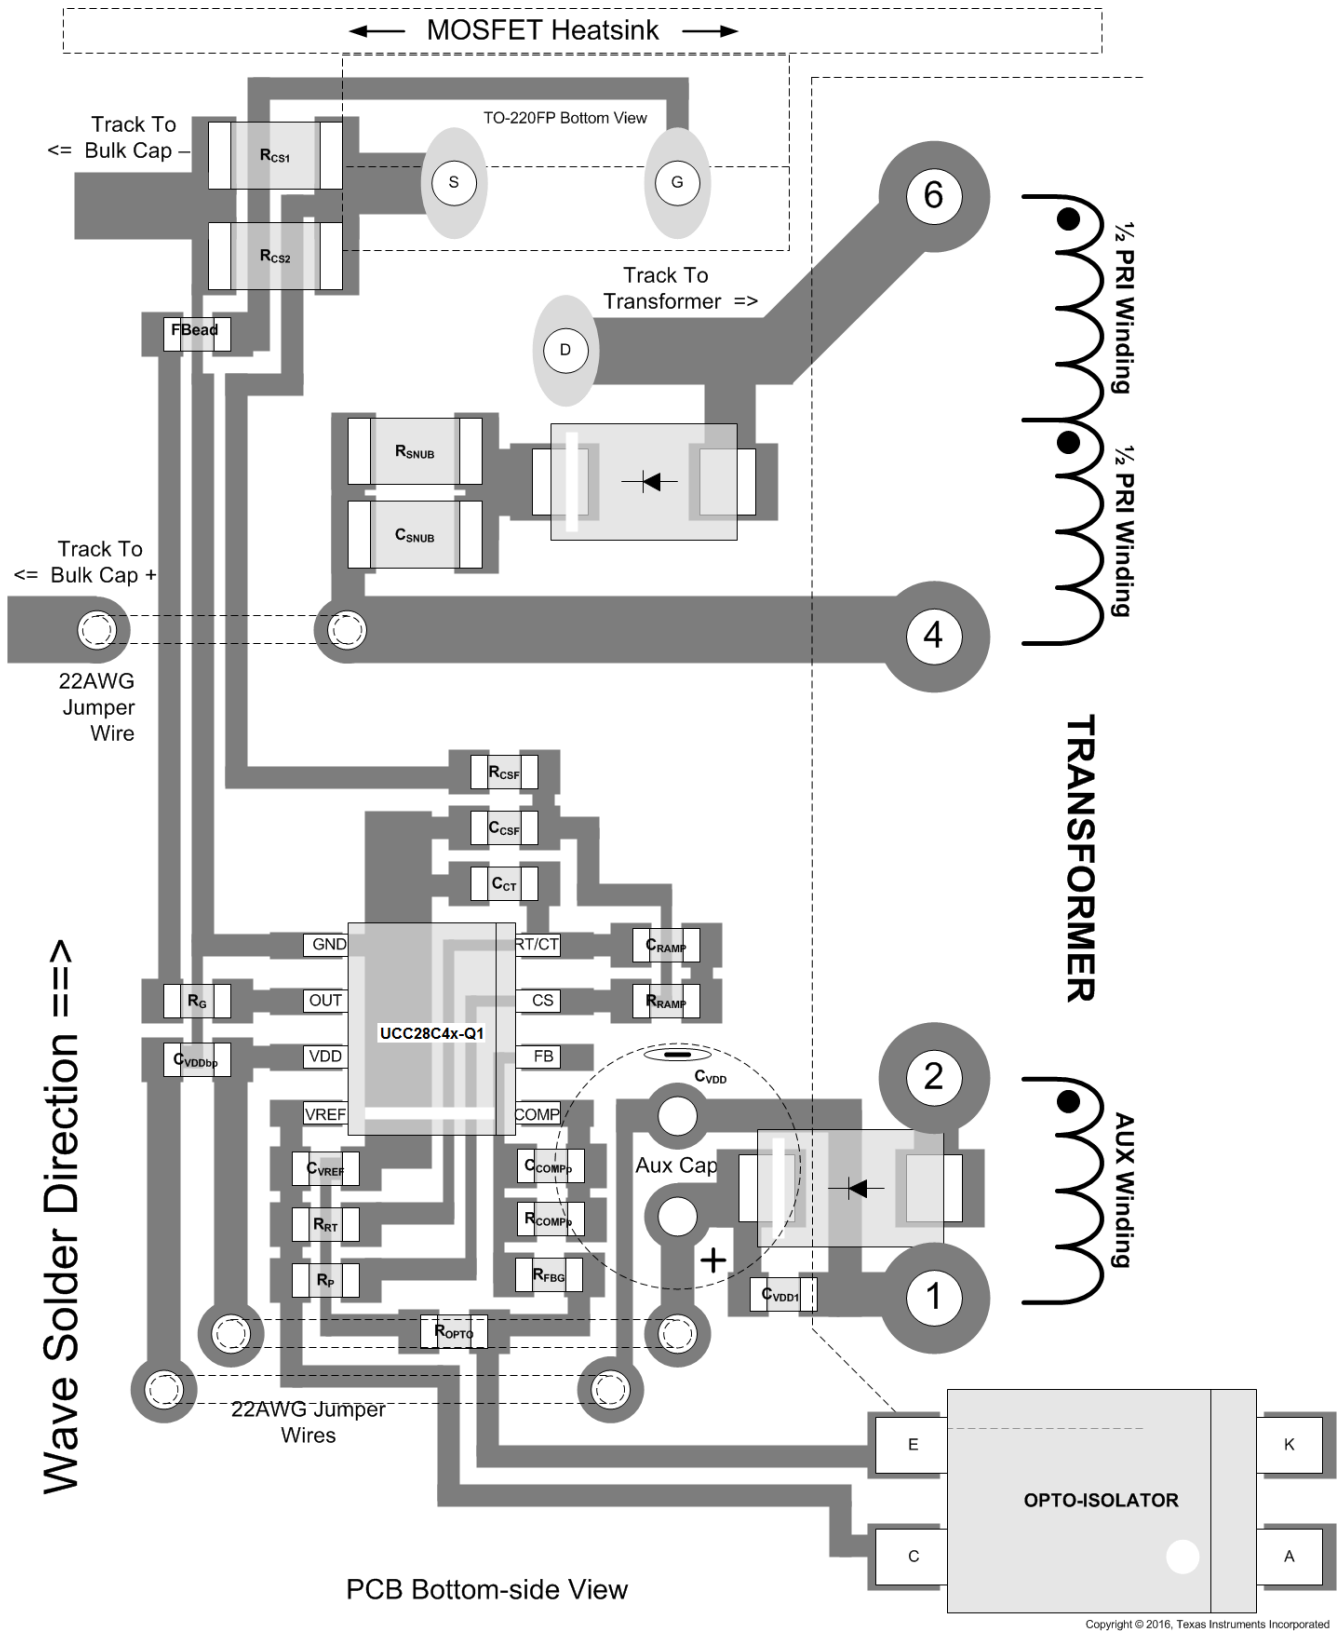 MOSFET Heatsink
TO-220FP Bottom View
Track To
<= Bulk Cap –
RCS1
S
G
6
½ PRI Winding
RCS2
Track To
Transformer =>
FBead
D
RSNUB
CSNUB
½ PRI Winding
Track To
<= Bulk Cap +
4
22AWG
Jumper
Wire
TRANSFORMER
RCSF
CCSF
CCT
Wave Solder Direction ==>
GND
RT/CT
CRAMP
RG
OUT
CS
RRAMP
UCC28C4x-Q1
CVDDbp
VDD
FB
CVDD
2
VREF
COMP
AUX Winding
CVREF
CCOMPp
Aux Cap
RRT
RCOMPp
RP
RFBG
+
CVDD1
1
ROPTO
22AWG Jumper
Wires
E
K
OPTO-ISOLATOR
C
A
PCB Bottom-side View
Copyright © 2016, Texas Instruments Incorporated